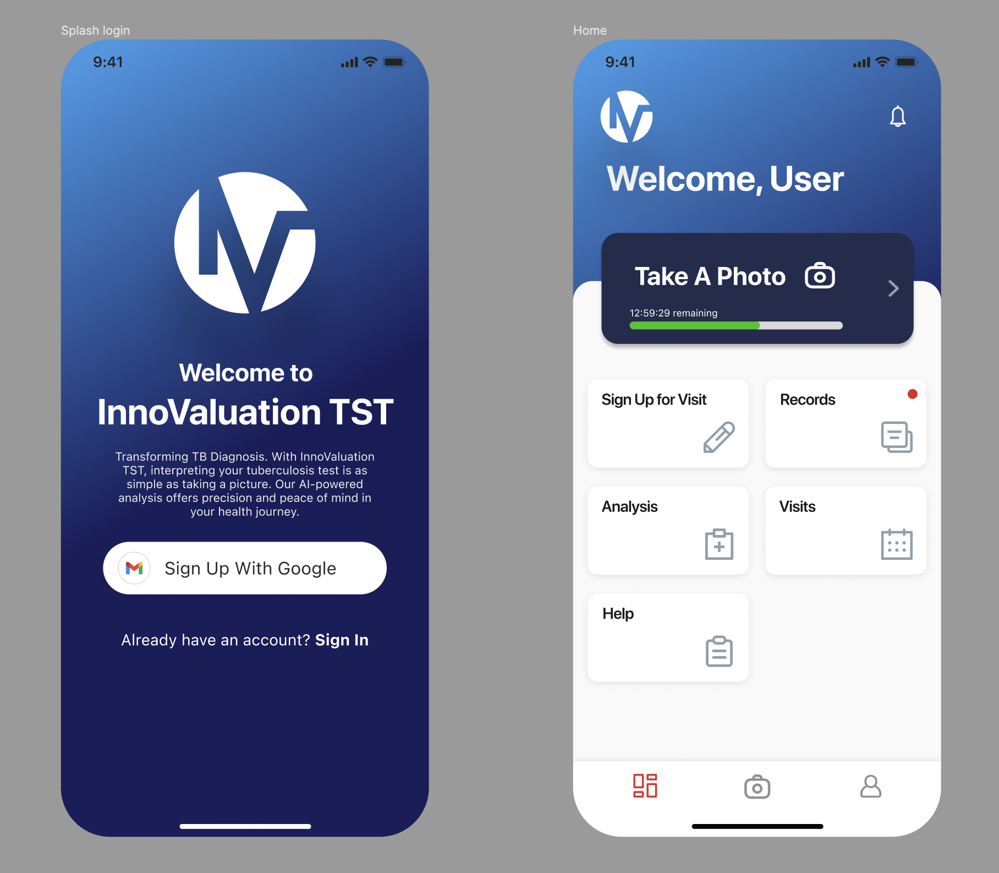 Splash login
9:41
Welcome to
InnoValuation TST
Transforming TB Diagnosis. With InnoValuation
TST, interpreting your tuberculosis test is as
simple as taking a picture. Our AI-powered
analysis offers precision and peace of mind in
your health journey.
Sign Up With Google
Already have an account? Sign In
Home
9:41
Welcome, User
Take A Photo
12:59:29 remaining
Sign Up for Visit
Records
Analysis
Visits
Help